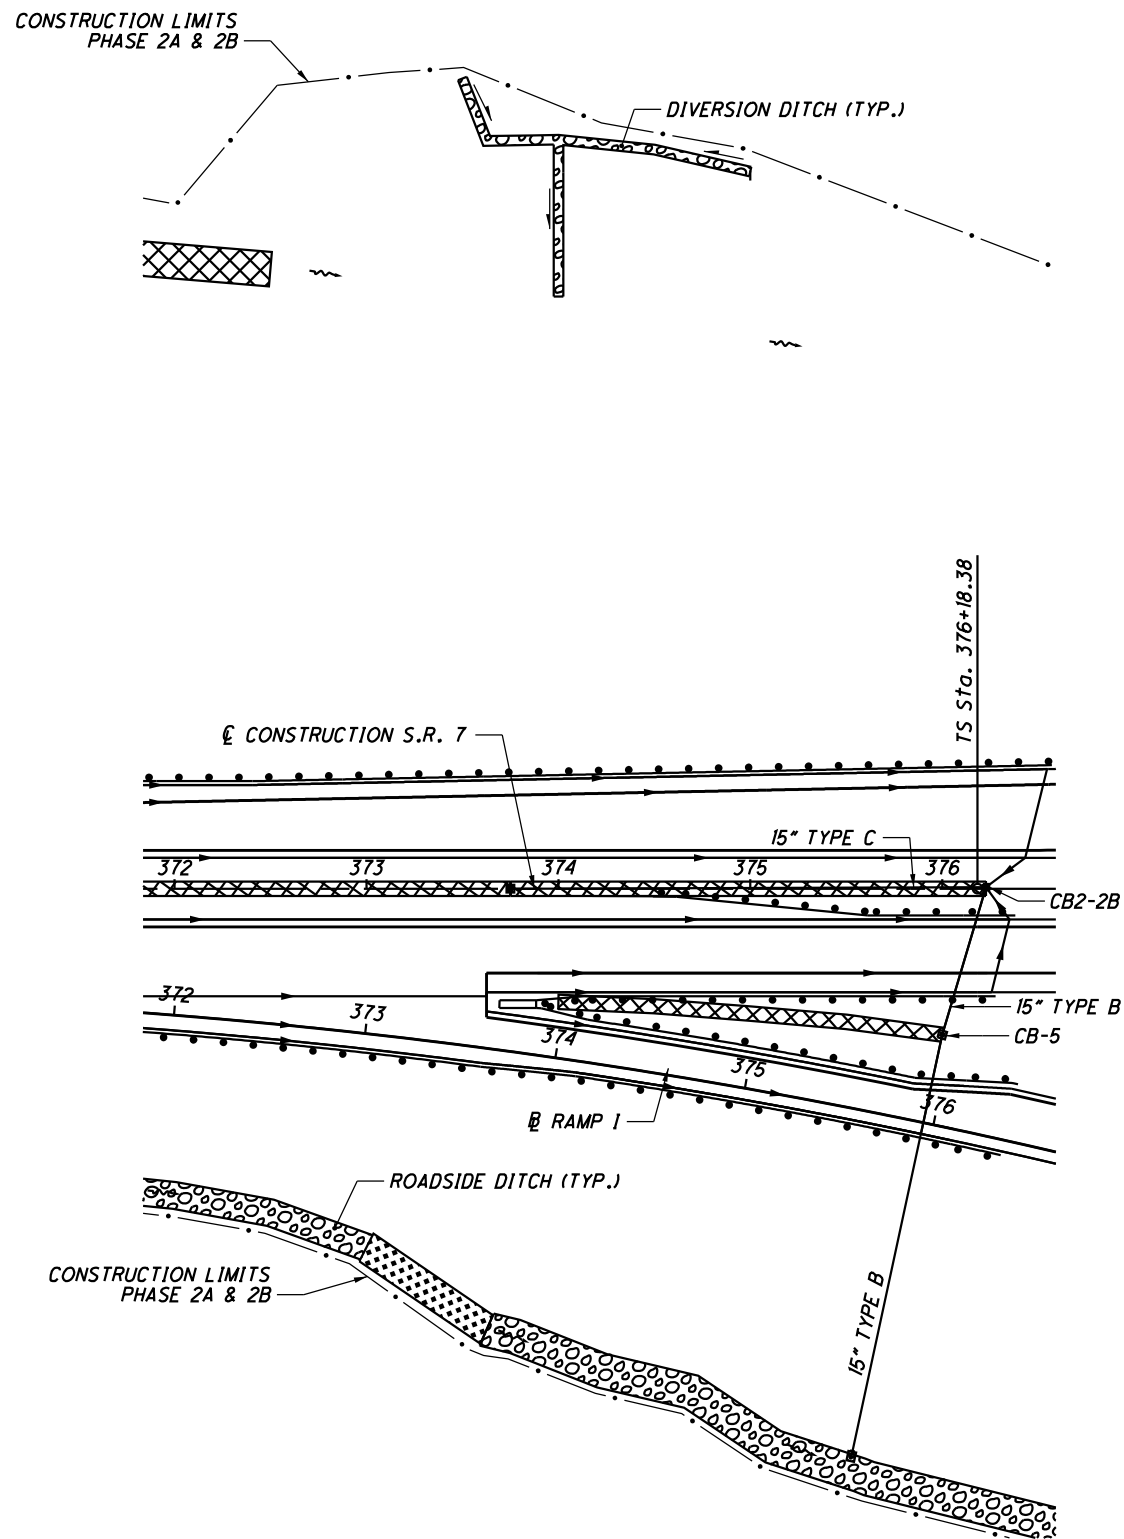 CONSTRUCTION LIMITS
PHASE 2A & 2B
DIVERSION DITCH (TYP.)
TS Sta. 376+18.38
℄ CONSTRUCTION S.R. 7
15" TYPE C
372
373
374
375
376
CB2-2B
372
373
374
375
376
15" TYPE B
CB-5
BL RAMP I
ROADSIDE DITCH (TYP.)
CONSTRUCTION LIMITS
PHASE 2A & 2B
15" TYPE B